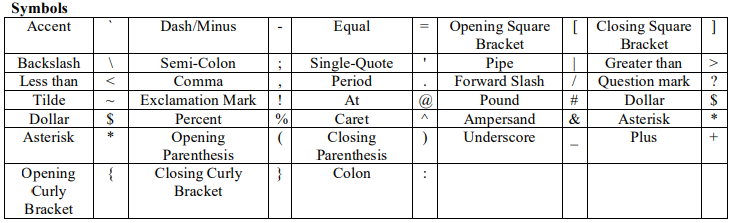 Symbols
Accent ` Dash/Minus - Equal = Opening Square Bracket [ Closing Square Bracket ]
Backslash \ Semi-Colon ; Single-Quote ' Pipe | Greater than >
Less than < Comma , Period . Forward Slash / Question mark ?
Tilde ~ Exclamation Mark ! At @ Pound # Dollar $
Dollar $ Percent % Caret ^ Ampersand & Asterisk *
Asterisk * Opening Parenthesis ( Closing Parenthesis ) Underscore _ Plus +
Opening Curly Bracket { Closing Curly Bracket } Colon :